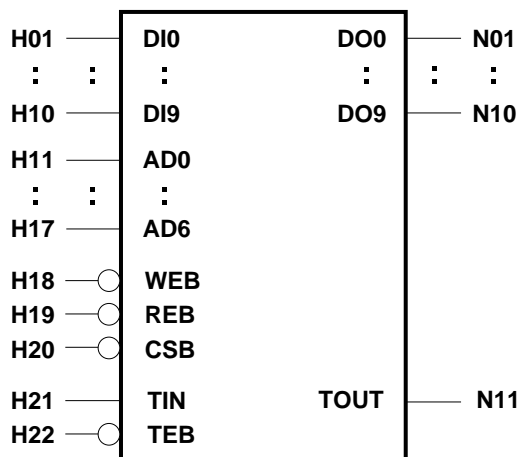 H01 DI0 DO0 N01
: : : : : :
H10 DI9 DO9 N10
H11 AD0
: : :
H17 AD6
H18 WEB
H19 REB
H20 CSB
H21 TIN TOUT N11
H22 TEB